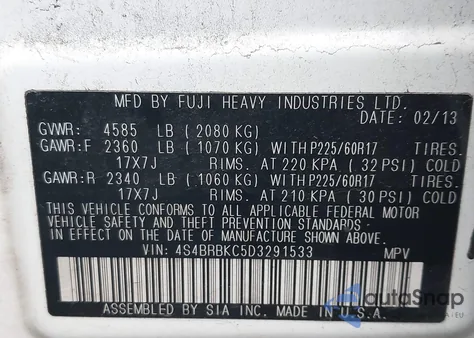 MFD. BY FUJI HEAVY INDUSTRIES LTD.
DATE 02/13
GVWR: 4585 LB (2080 KG)
GAWR:F 2360 LB (1070 KG) WITH P225/60R17 TIRES.
17X7J RIMS. AT 220 KPA (32 PSI) COLD
GAWR:R 2340 LB (1060 KG) WITH P225/60R17 TIRES.
17X7J RIMS. AT 210 KPA (30 PSI) COLD
THIS VEHICLE CONFORMS TO ALL APPLICABLE FEDERAL MOTOR
VEHICLE SAFETY AND THEFT PREVENTION STANDARDS IN EFFECT
ON THE DATE OF MANUFACTURE SHOWN ABOVE.
VIN: 4S4BRBKC5D3291533 MPV
ASSEMBLED BY SIA INC. MADE IN U.S.A.
autoSnap